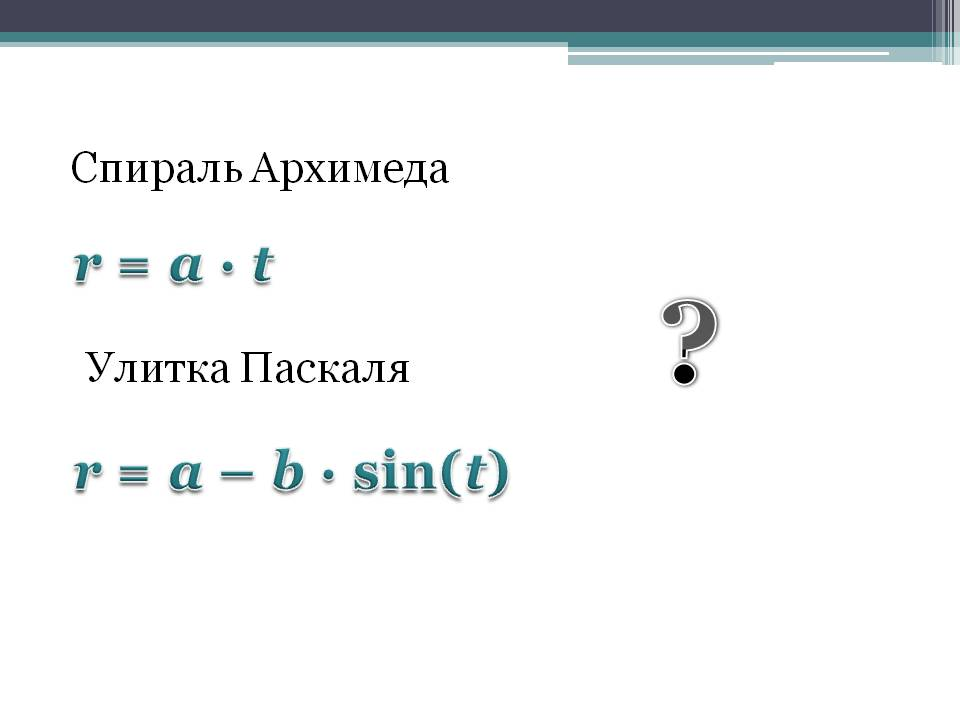 Спираль Архимеда
r = a · t
?
Улитка Паскаля
r = a − b · sin(t)